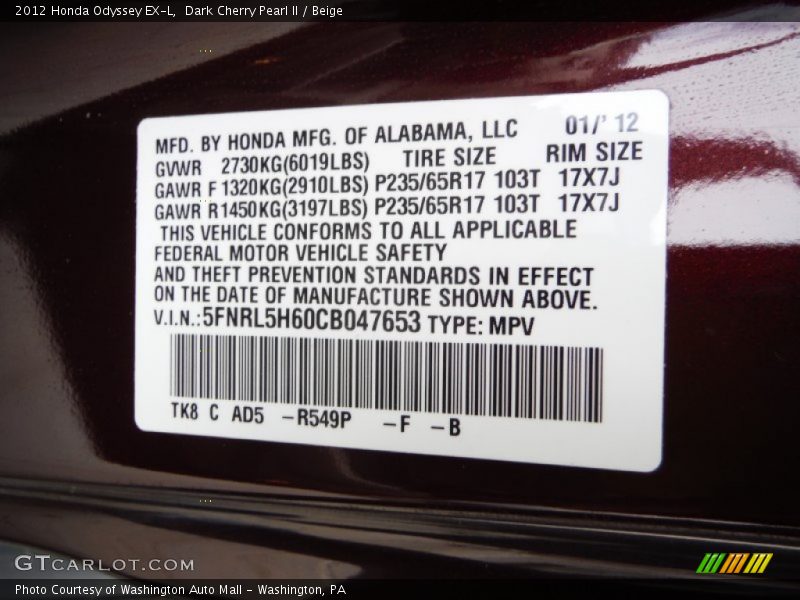 2012 Honda Odyssey EX-L, Dark Cherry Pearl II / Beige
MFD. BY HONDA MFG. OF ALABAMA, LLC 01/' 12
GVWR 2730KG(6019LBS) TIRE SIZE RIM SIZE
GAWR F 1320KG(2910LBS) P235/65R17 103T 17X7J
GAWR R1450KG(3197LBS) P235/65R17 103T 17X7J
THIS VEHICLE CONFORMS TO ALL APPLICABLE
FEDERAL MOTOR VEHICLE SAFETY
AND THEFT PREVENTION STANDARDS IN EFFECT
ON THE DATE OF MANUFACTURE SHOWN ABOVE.
V.I.N.:5FNRL5H60CB047653 TYPE: MPV
TK8 C AD5 -R549P -F -B
GTCARLOT.COM
Photo Courtesy of Washington Auto Mall - Washington, PA